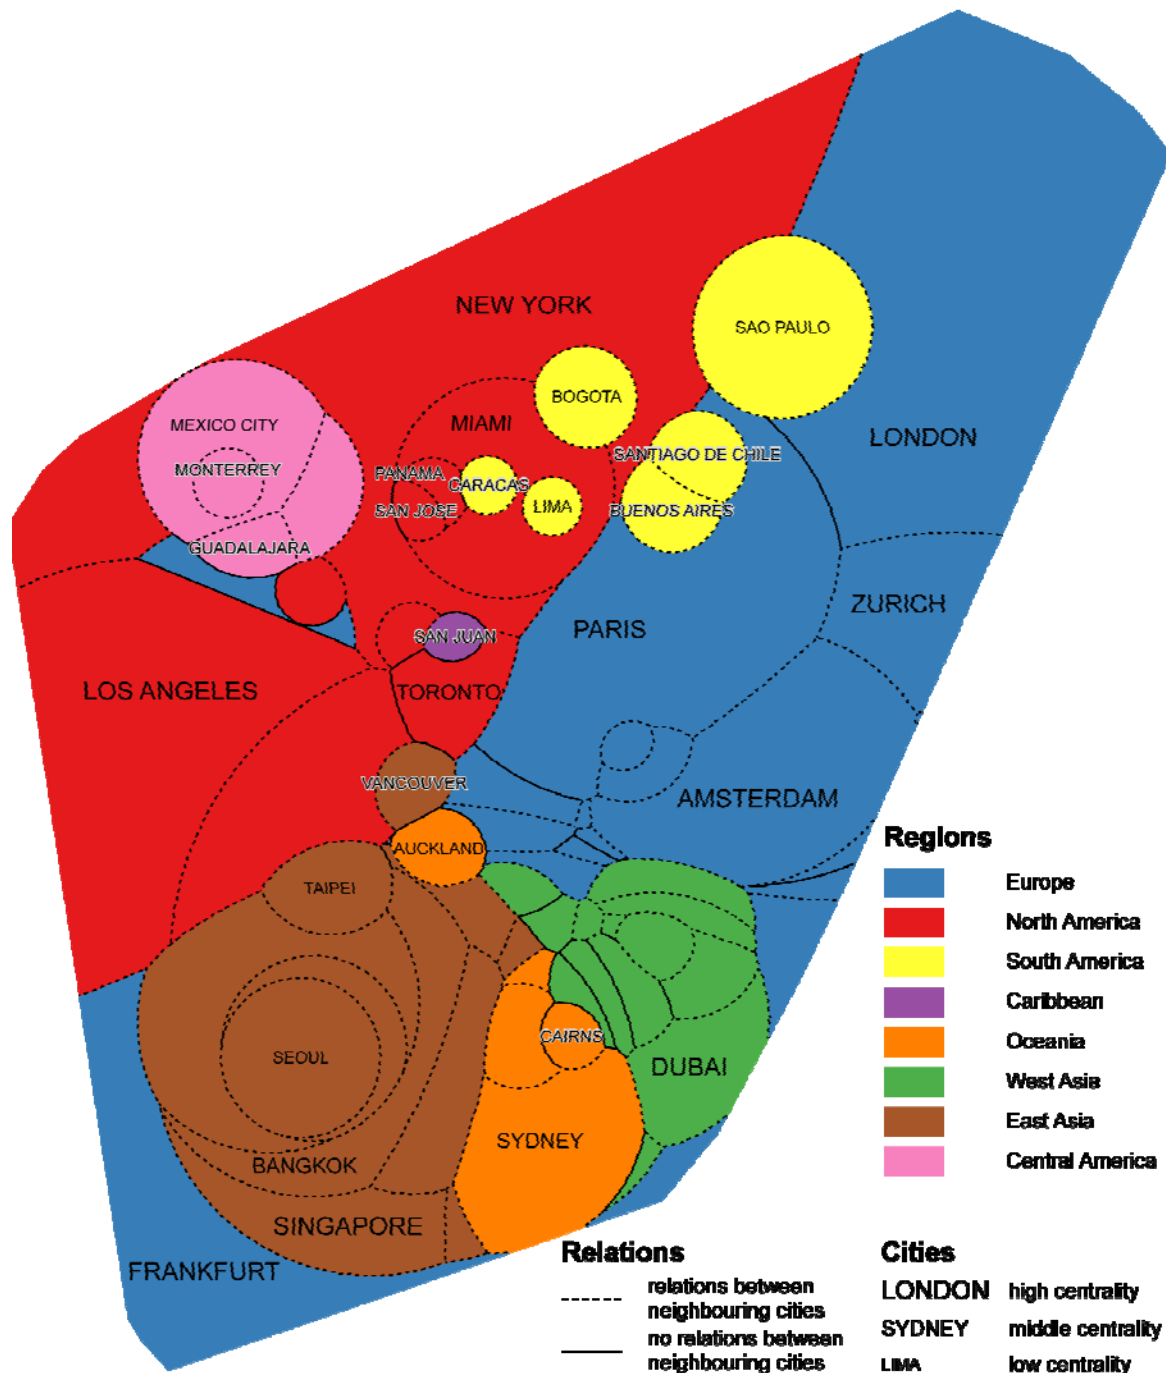 NEW YORK
SAO PAULO
BOGOTA
MEXICO CITY
MIAMI
LONDON
SANTIAGO DE CHILE
MONTERREY
PANAMA
CARACAS
LIMA
SAN JOSE
BUENOS AIRES
GUADALAJARA
ZURICH
PARIS
SAN JUAN
LOS ANGELES
TORONTO
VANCOUVER
AMSTERDAM
AUCKLAND
TAIPEI
CAIRNS
SEOUL
DUBAI
SYDNEY
BANGKOK
SINGAPORE
FRANKFURT
Regions
Europe
North America
South America
Caribbean
Oceania
West Asia
East Asia
Central America
Relations
relations between
neighbouring cities
no relations between
neighbouring cities
Cities
LONDON high centrality
SYDNEY middle centrality
LIMA low centrality